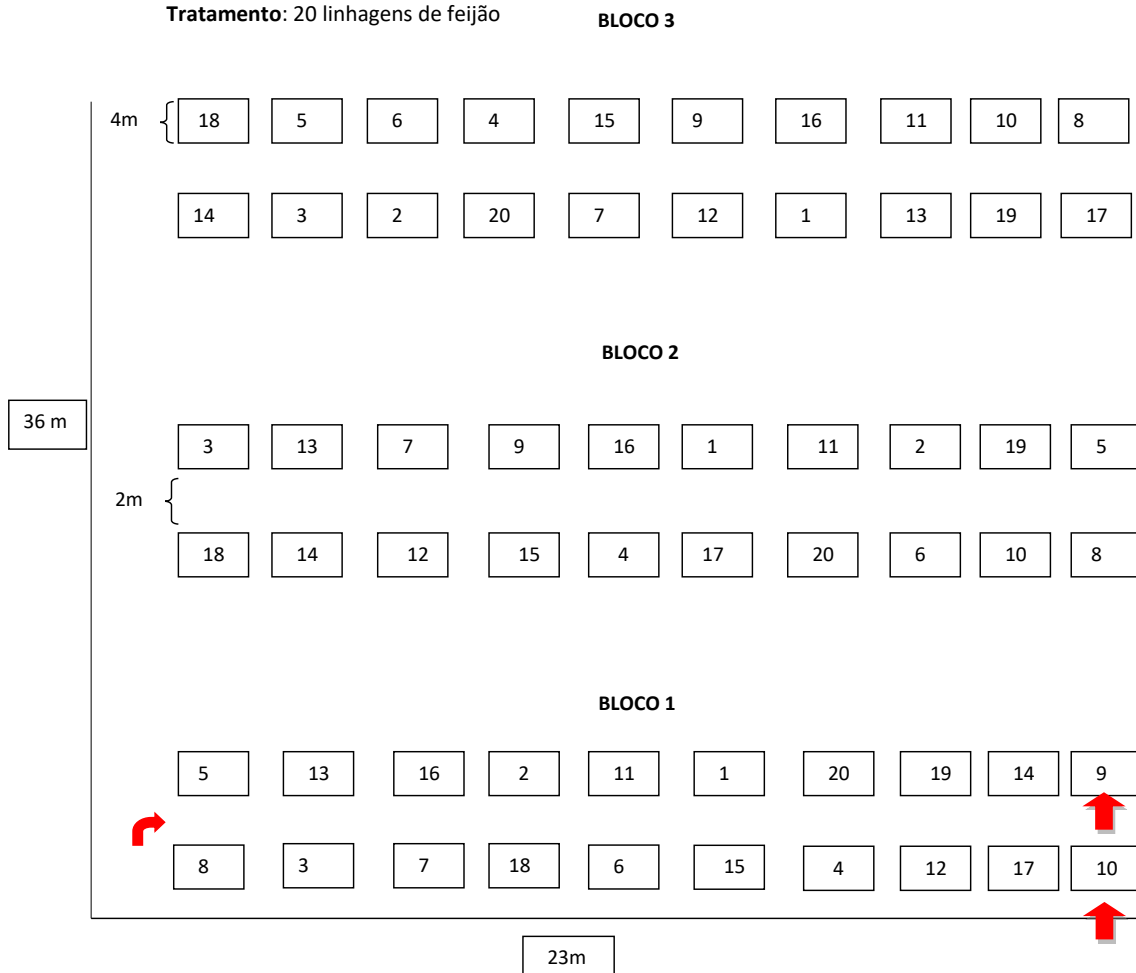 Tratamento: 20 linhagens de feijão
BLOCO 3
4m
18 5 6 4 15 9 16 11 10 8
14 3 2 20 7 12 1 13 19 17
BLOCO 2
36 m
3 13 7 9 16 1 11 2 19 5
2m
18 14 12 15 4 17 20 6 10 8
BLOCO 1
5 13 16 2 11 1 20 19 14 9
8 3 7 18 6 15 4 12 17 10
23m